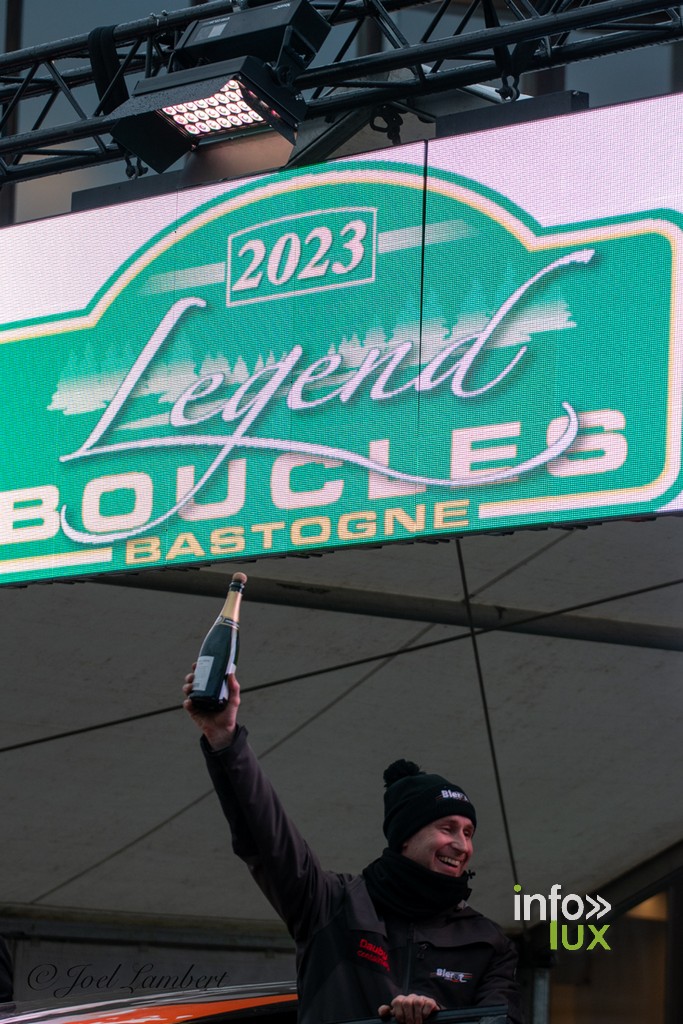 2023
Legend
BOUCLES
BASTOGNE
info»
lux
© Joel Lambert